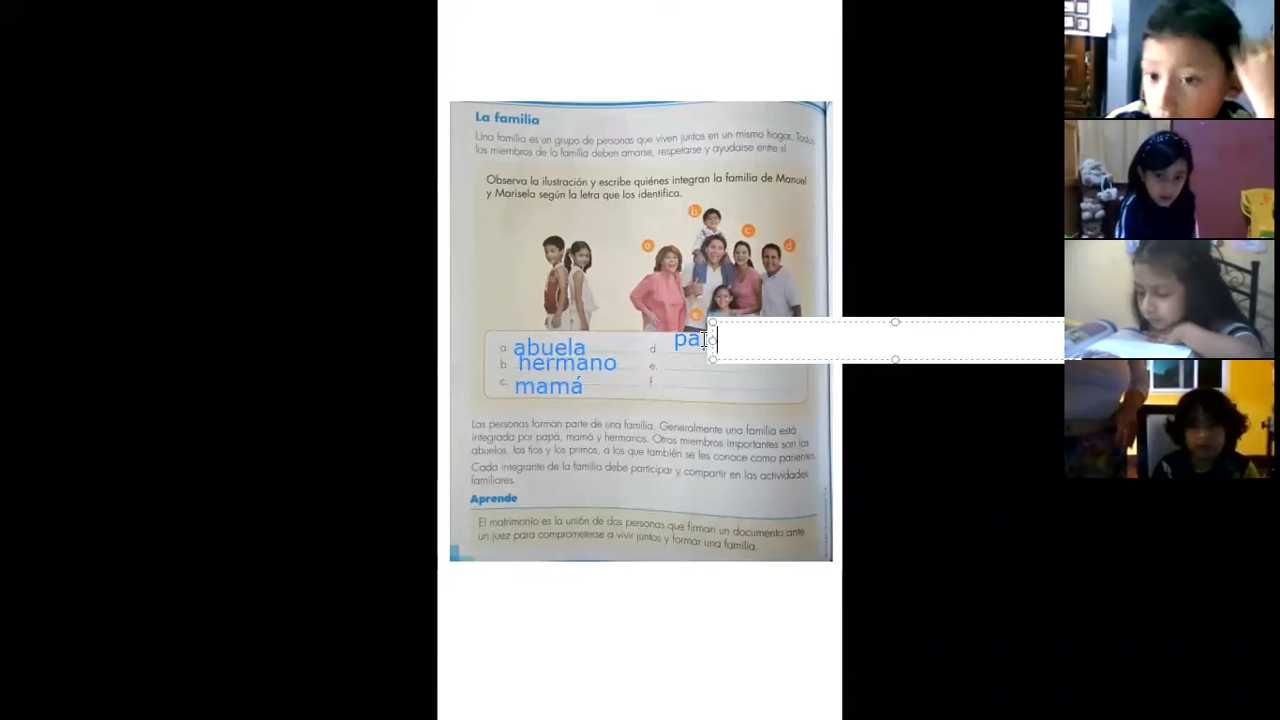 La familia
Una familia es un grupo de personas que viven juntos en un mismo hogar. Todos
los miembros de la familia deben amarse, respetarse y ayudarse entre sí
Observa la ilustración y escribe quiénes integran la familia de Manuel
y Marisela según la letra que los identifica.
b
a
c
d
e
a. abuela
b. hermano
c. mamá
d. pa
e.
f.
Las personas forman parte de una familia. Generalmente una familia está
integrada por papá, mamá y hermanos. Otros miembros importantes son los
abuelos, los tíos y los primos, a los que también se les conoce como parientes.
Cada integrante de la familia debe participar y compartir en las actividades
familiares.
Aprende
El matrimonio es la unión de dos personas que firman un documento ante
un juez para comprometerse a vivir juntos y formar una familia.